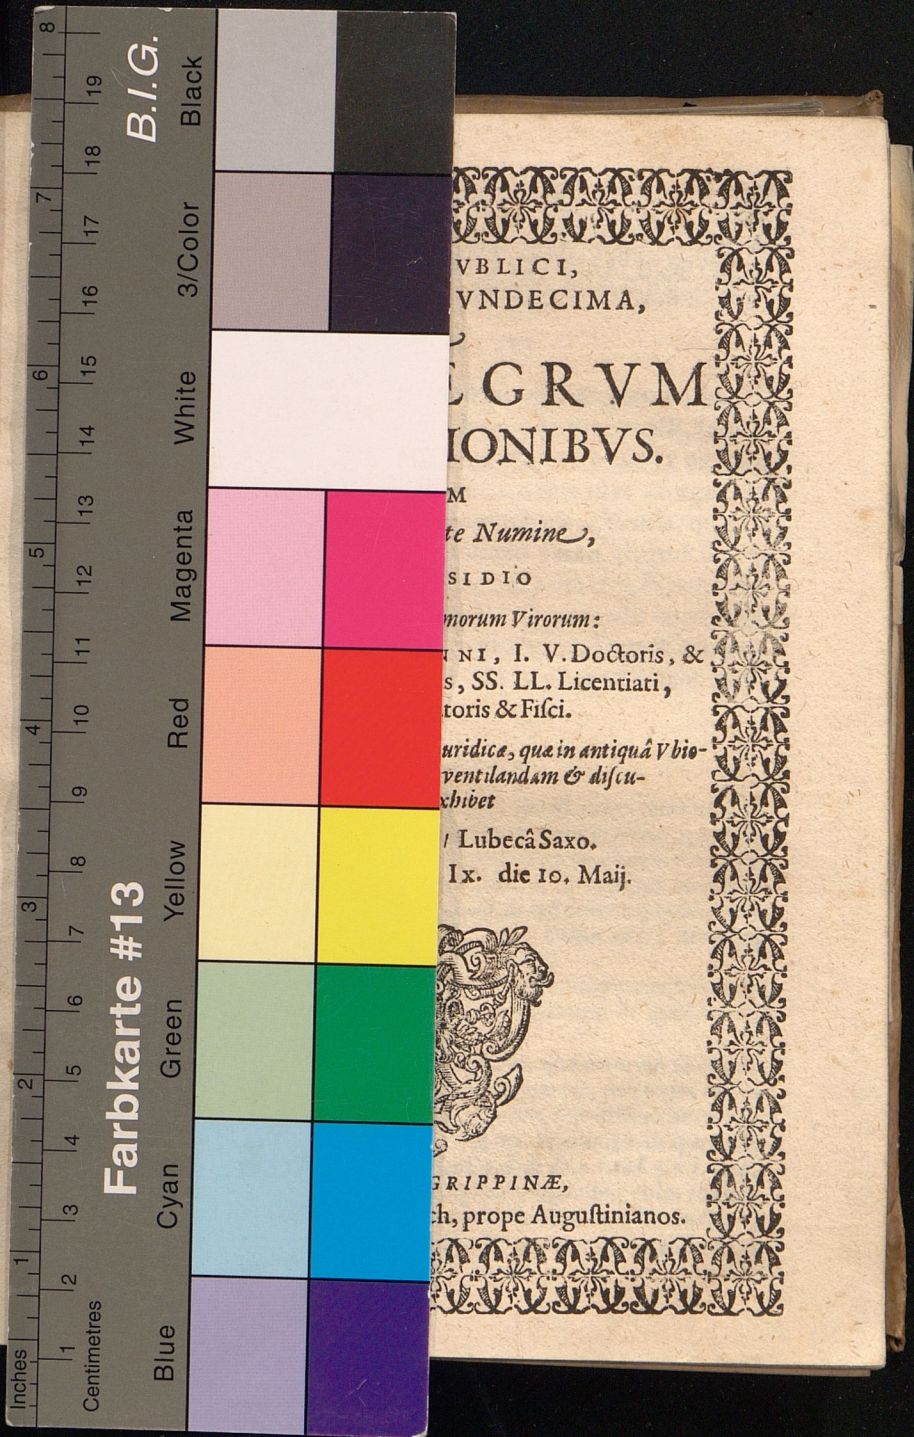 B.I.G.
Farbkarte #13
Black
3/Color
White
Magenta
Red
Yellow
Green
Cyan
Blue
8
7
6
5
4
3
2
1
Inches
19
18
17
16
15
14
13
12
11
10
9
8
7
6
5
4
3
2
1
Centimetres
VBLICI,
VNDECIMA,
EGRVM
IONIBVS.
M
te Numine,
SIDIO
morum Virorum:
NNI, I. V. Doctoris, &
s, SS. LL. Licentiati,
toris & Fiſci.
uridicæ, quæ in antiquâ Vbio-
ventilandam & diſcu-
xhibet
/ Lubecâ Saxo.
Ix. die 10. Maij.
GRIPPINÆ,
ch, prope Auguſtinianos.